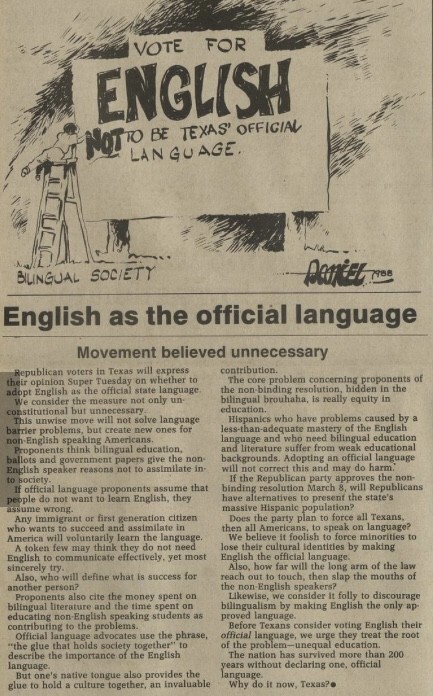 VOTE FOR
ENGLISH
NOT TO BE TEXAS' OFFICIAL
LANGUAGE.
BILINGUAL SOCIETY
DANIEL 1988
English as the official language
Movement believed unnecessary
Republican voters in Texas will express
their opinion Super Tuesday on whether to
adopt English as the official state language.
We consider the measure not only un-
constitutional but unnecessary.
This unwise move will not solve language
barrier problems, but create new ones for
non-English speaking Americans.
Proponents think bilingual education,
ballots and government papers give the non-
English speaker reasons not to assimilate in-
to society.
If official language proponents assume that
people do not want to learn English, they
assume wrong.
Any immigrant or first generation citizen
who wants to succeed and assimilate in
America will voluntarily learn the language.
A token few may think they do not need
English to communicate effectively, yet most
sincerely try.
Also, who will define what is success for
another person?
Proponents also cite the money spent on
bilingual literature and the time spent on
educating non-English speaking students as
contributing to the problems.
Official language advocates use the phrase,
"the glue that holds society together" to
describe the importance of the English
language.
But one's native tongue also provides the
glue to hold a culture together, an invaluable
contribution.
The core problem concerning proponents of
the non-binding resolution, hidden in the
bilingual brouhaha, is really equity in
education.
Hispanics who have problems caused by a
less-than-adequate mastery of the English
language and who need bilingual education
and literature suffer from weak educational
backgrounds. Adopting an official language
will not correct this and may do harm.
If the Republican party approves the non-
binding resolution March 8, will Republicans
have alternatives to present the state's
massive Hispanic population?
Does the party plan to force all Texans,
then all Americans, to speak on language?
We believe it foolish to force minorities to
lose their cultural identities by making
English the official language.
Also, how far will the long arm of the law
reach out to touch, then slap the mouths of
the non-English speakers?
Likewise, we consider it folly to discourage
bilingualism by making English the only ap-
proved language.
Before Texans consider voting English their
official language, we urge they treat the root
of the problem—unequal education.
The nation has survived more than 200
years without declaring one, official
language.
Why do it now, Texas?●